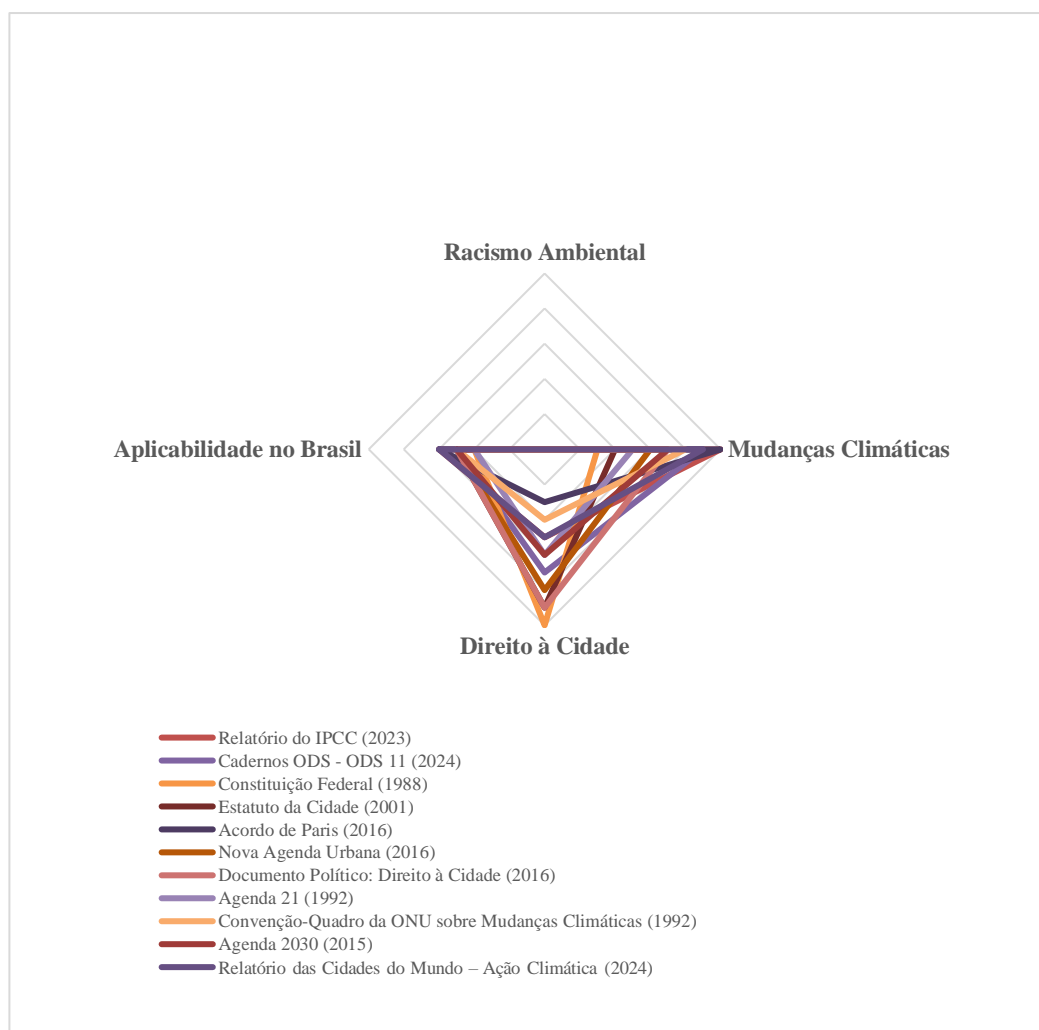 Racismo Ambiental
Aplicabilidade no Brasil
Mudanças Climáticas
Direito à Cidade
Relatório do IPCC (2023)
Cadernos ODS - ODS 11 (2024)
Constituição Federal (1988)
Estatuto da Cidade (2001)
Acordo de Paris (2016)
Nova Agenda Urbana (2016)
Documento Político: Direito à Cidade (2016)
Agenda 21 (1992)
Convenção-Quadro da ONU sobre Mudanças Climáticas (1992)
Agenda 2030 (2015)
Relatório das Cidades do Mundo – Ação Climática (2024)